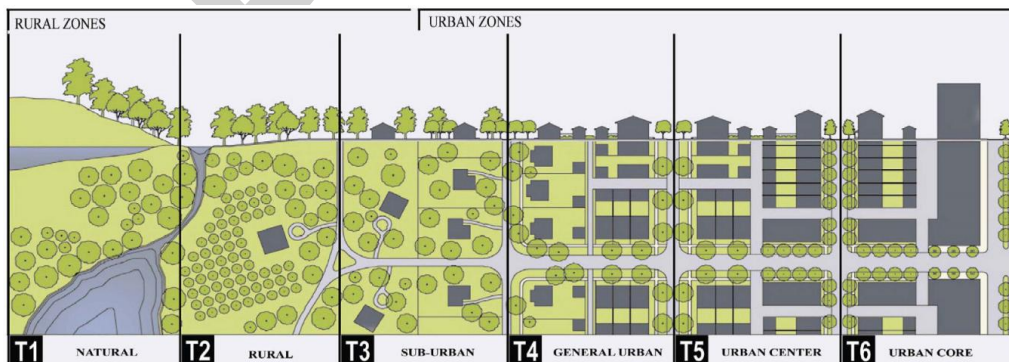 RURAL ZONES
URBAN ZONES
T1 NATURAL
T2 RURAL
T3 SUB-URBAN
T4 GENERAL URBAN
T5 URBAN CENTER
T6 URBAN CORE